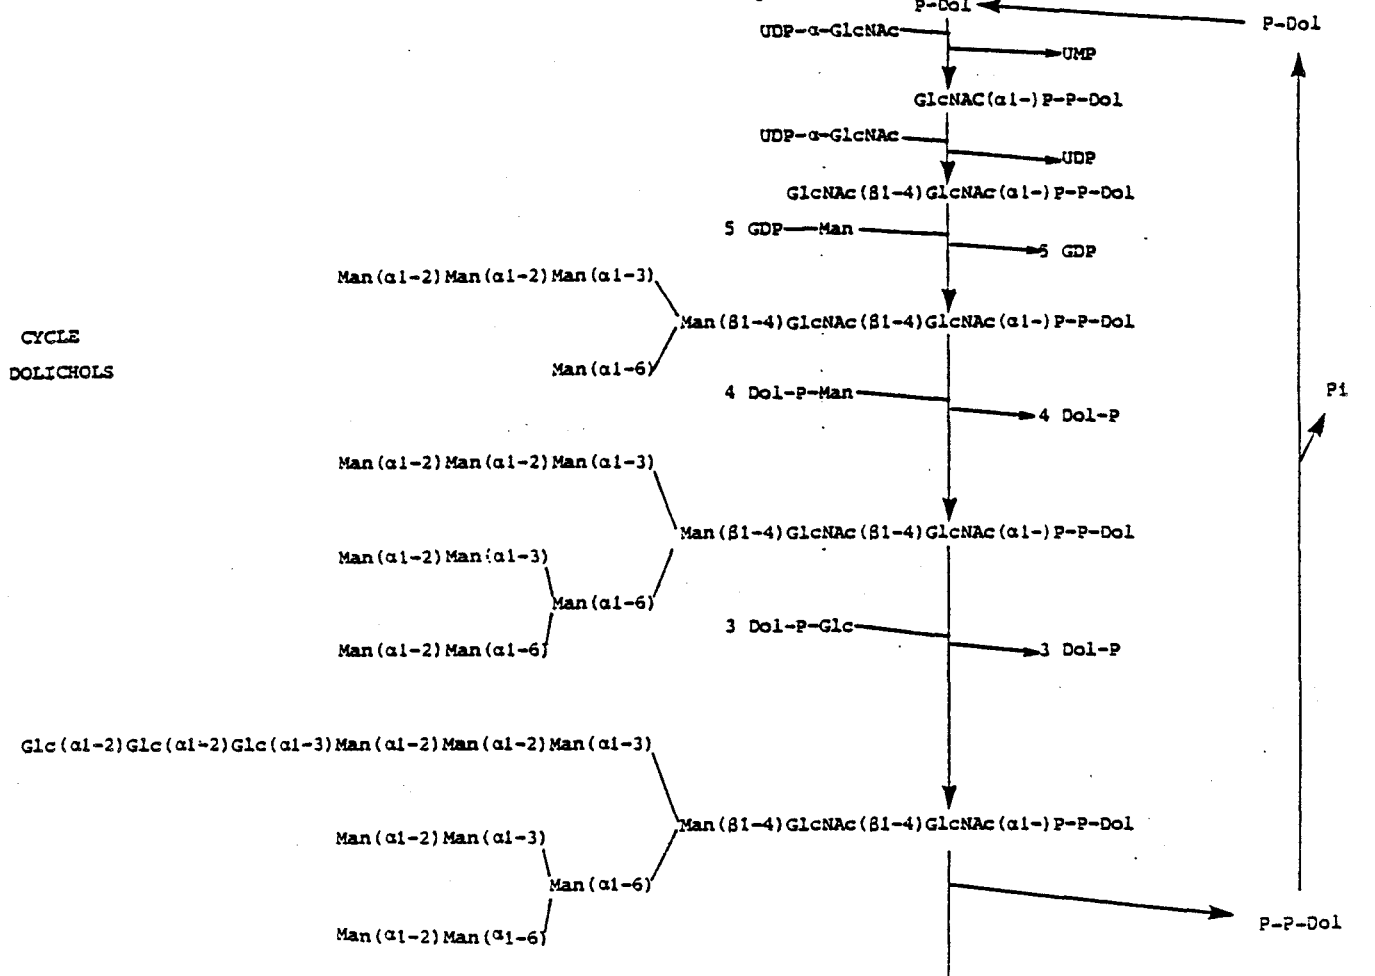 P-Dol
P-Dol
UDP-α-GlcNAc
UMP
GlcNAC(α1-)P-P-Dol
UDP-α-GlcNAc
UDP
GlcNAc(β1-4)GlcNAc(α1-)P-P-Dol
5 GDP—Man
5 GDP
Man(α1-2)Man(α1-2)Man(α1-3)
Man(β1-4)GlcNAc(β1-4)GlcNAc(α1-)P-P-Dol
CYCLE
DOLICHOLS
Man(α1-6)
4 Dol-P-Man
4 Dol-P
Pi
Man(α1-2)Man(α1-2)Man(α1-3)
Man(β1-4)GlcNAc(β1-4)GlcNAc(α1-)P-P-Dol
Man(α1-2)Man(α1-3)
Man(α1-6)
Man(α1-2)Man(α1-6)
3 Dol-P-Glc
3 Dol-P
Glc(α1-2)Glc(α1-2)Glc(α1-3)Man(α1-2)Man(α1-2)Man(α1-3)
Man(β1-4)GlcNAc(β1-4)GlcNAc(α1-)P-P-Dol
Man(α1-2)Man(α1-3)
Man(α1-6)
Man(α1-2)Man(α1-6)
P-P-Dol